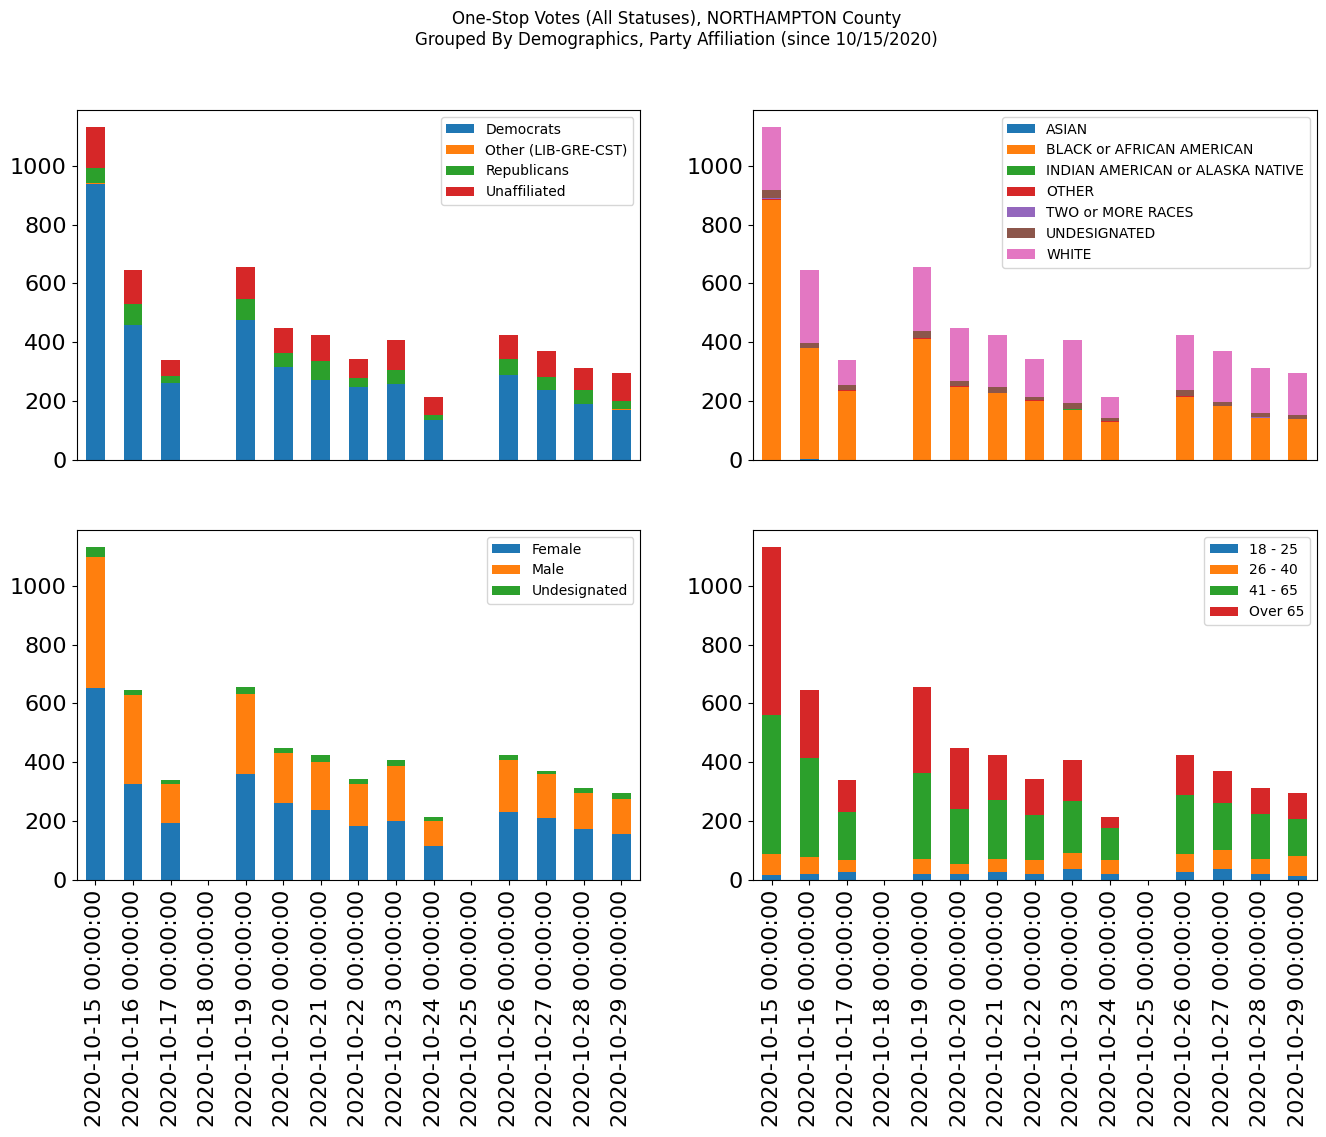 One-Stop Votes (All Statuses), NORTHAMPTON County
Grouped By Demographics, Party Affiliation (since 10/15/2020)
1000
800
600
400
200
0
Democrats
Other (LIB-GRE-CST)
Republicans
Unaffiliated
1000
800
600
400
200
0
ASIAN
BLACK or AFRICAN AMERICAN
INDIAN AMERICAN or ALASKA NATIVE
OTHER
TWO or MORE RACES
UNDESIGNATED
WHITE
1000
800
600
400
200
0
Female
Male
Undesignated
2020-10-15 00:00:00
2020-10-16 00:00:00
2020-10-17 00:00:00
2020-10-18 00:00:00
2020-10-19 00:00:00
2020-10-20 00:00:00
2020-10-21 00:00:00
2020-10-22 00:00:00
2020-10-23 00:00:00
2020-10-24 00:00:00
2020-10-25 00:00:00
2020-10-26 00:00:00
2020-10-27 00:00:00
2020-10-28 00:00:00
2020-10-29 00:00:00
1000
800
600
400
200
0
18 - 25
26 - 40
41 - 65
Over 65
2020-10-15 00:00:00
2020-10-16 00:00:00
2020-10-17 00:00:00
2020-10-18 00:00:00
2020-10-19 00:00:00
2020-10-20 00:00:00
2020-10-21 00:00:00
2020-10-22 00:00:00
2020-10-23 00:00:00
2020-10-24 00:00:00
2020-10-25 00:00:00
2020-10-26 00:00:00
2020-10-27 00:00:00
2020-10-28 00:00:00
2020-10-29 00:00:00